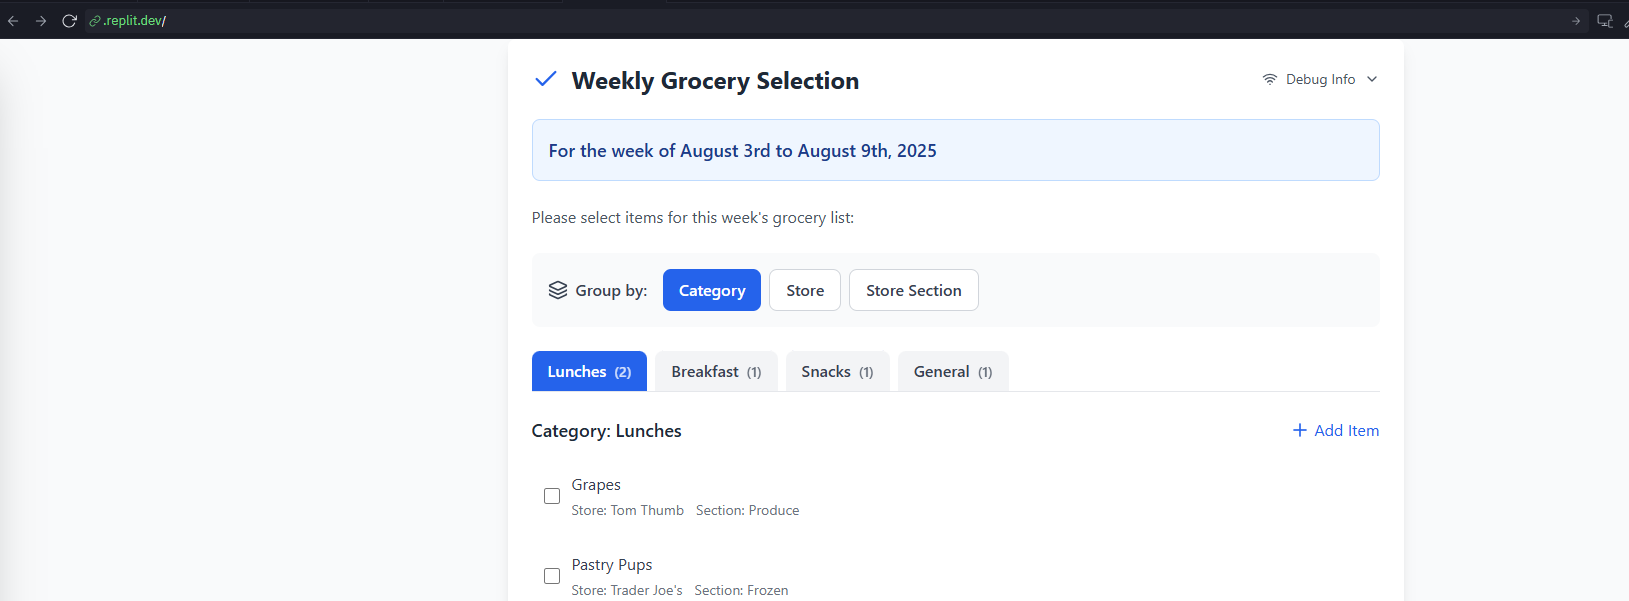 .replit.dev/
Weekly Grocery Selection
Debug Info
For the week of August 3rd to August 9th, 2025
Please select items for this week's grocery list:
Group by: Category Store Store Section
Lunches (2) Breakfast (1) Snacks (1) General (1)
Category: Lunches
+ Add Item
Grapes
Store: Tom Thumb Section: Produce
Pastry Pups
Store: Trader Joe's Section: Frozen